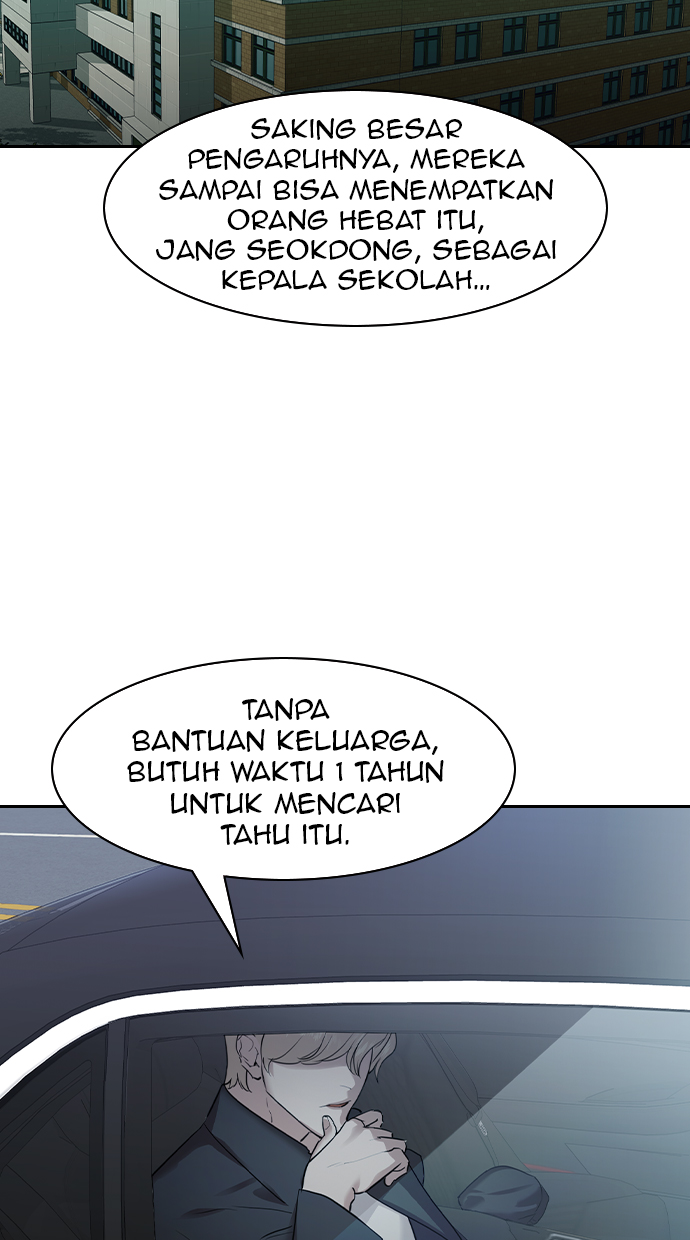 SAKING BESAR
PENGARUHNYA, MEREKA
SAMPAI BISA MENEMPATKAN
ORANG HEBAT ITU,
JANG SEOKDONG, SEBAGAI
KEPALA SEKOLAH...
TANPA
BANTUAN KELUARGA,
BUTUH WAKTU 1 TAHUN
UNTUK MENCARI
TAHU ITU.